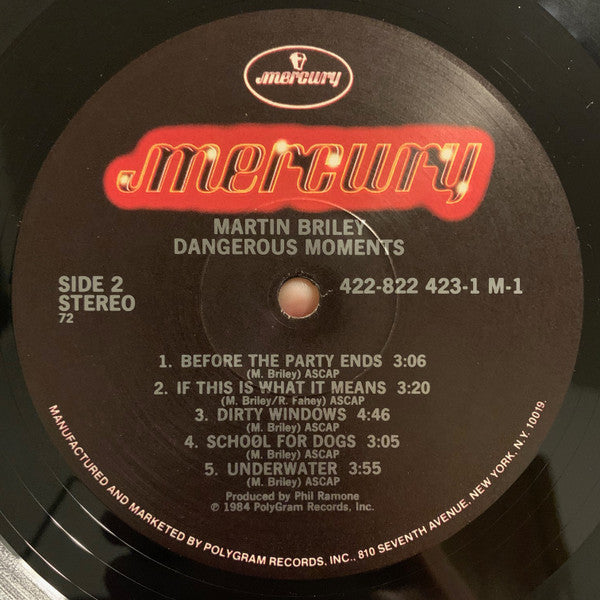 mercury
mercury
MARTIN BRILEY
DANGEROUS MOMENTS
SIDE 2
STEREO
72
422-822 423-1 M-1
1. BEFORE THE PARTY ENDS 3:06
(M. Briley) ASCAP
2. IF THIS IS WHAT IT MEANS 3:20
(M. Briley/R. Fahey) ASCAP
3. DIRTY WINDOWS 4:46
(M. Briley) ASCAP
4. SCHOOL FOR DOGS 3:05
(M. Briley) ASCAP
5. UNDERWATER 3:55
(M. Briley) ASCAP
Produced by Phil Ramone
℗ 1984 PolyGram Records, Inc.
MANUFACTURED AND MARKETED BY POLYGRAM RECORDS, INC., 810 SEVENTH AVENUE, NEW YORK, N.Y. 10019.